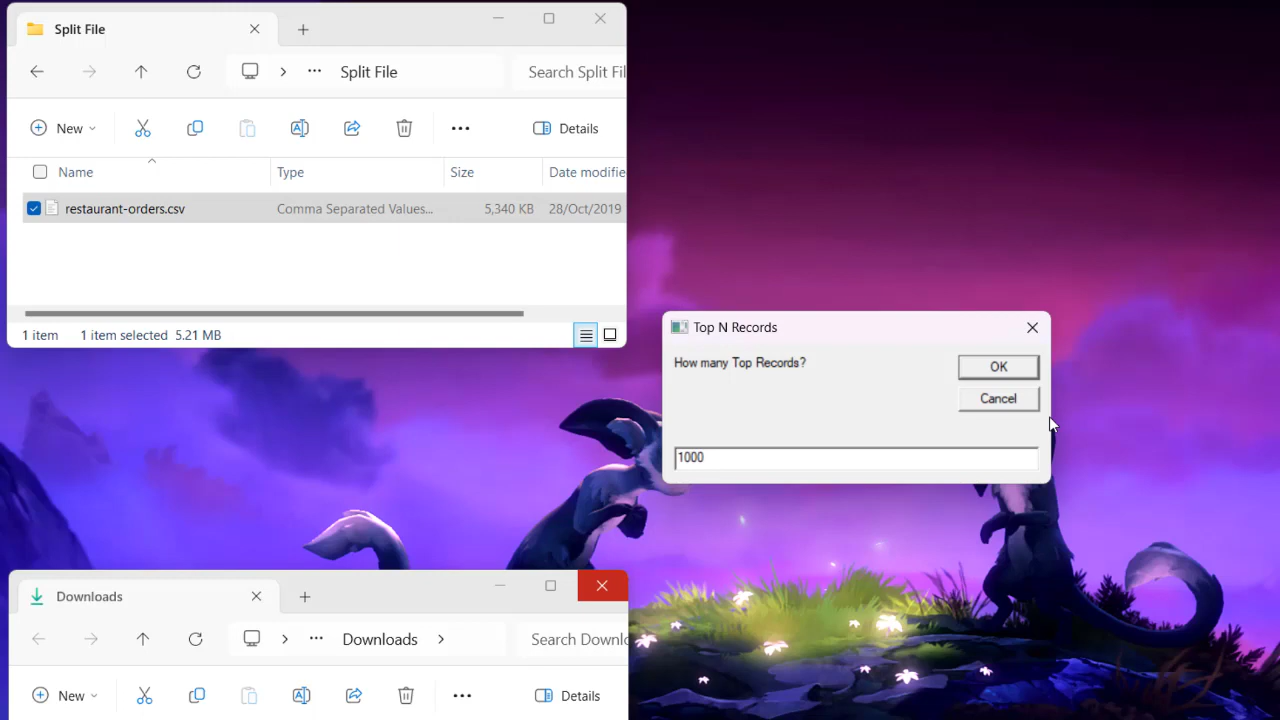 Split File
Split File
Search Split Fil
New
Details
Name
Type
Size
Date modifie
restaurant-orders.csv
Comma Separated Values...
5,340 KB
28/Oct/2019
1 item
1 item selected
5.21 MB
Top N Records
How many Top Records?
OK
Cancel
1000
Downloads
Downloads
Search Downlo
New
Details